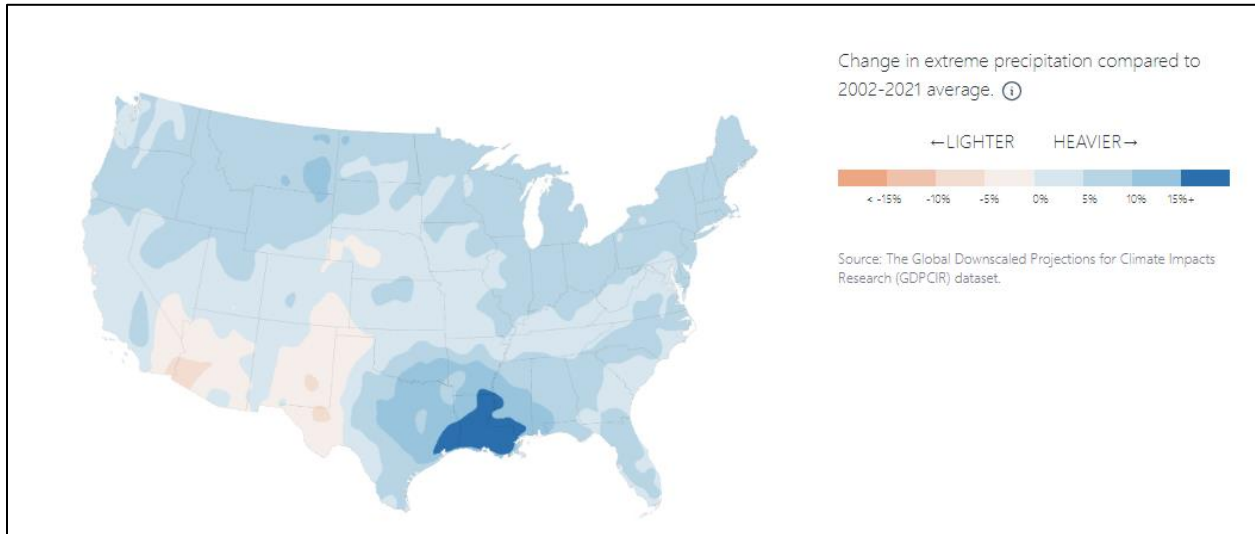 Change in extreme precipitation compared to
2002-2021 average. ⓘ
←LIGHTER HEAVIER→
< -15% -10% -5% 0% 5% 10% 15%+
Source: The Global Downscaled Projections for Climate Impacts
Research (GDPCIR) dataset.